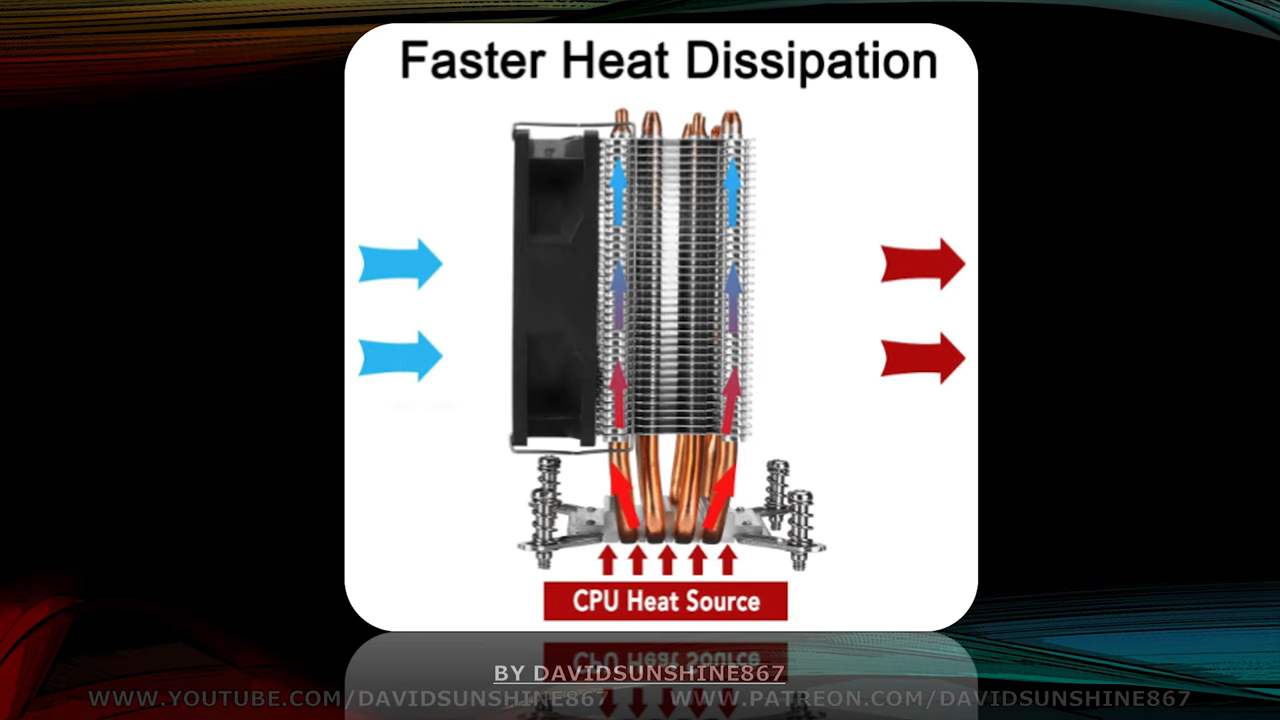 Faster Heat Dissipation
CPU Heat Source
BY DAVIDSUNSHINE867
WWW.YOUTUBE.COM/DAVIDSUNSHINE867 WWW.PATREON.COM/DAVIDSUNSHINE867